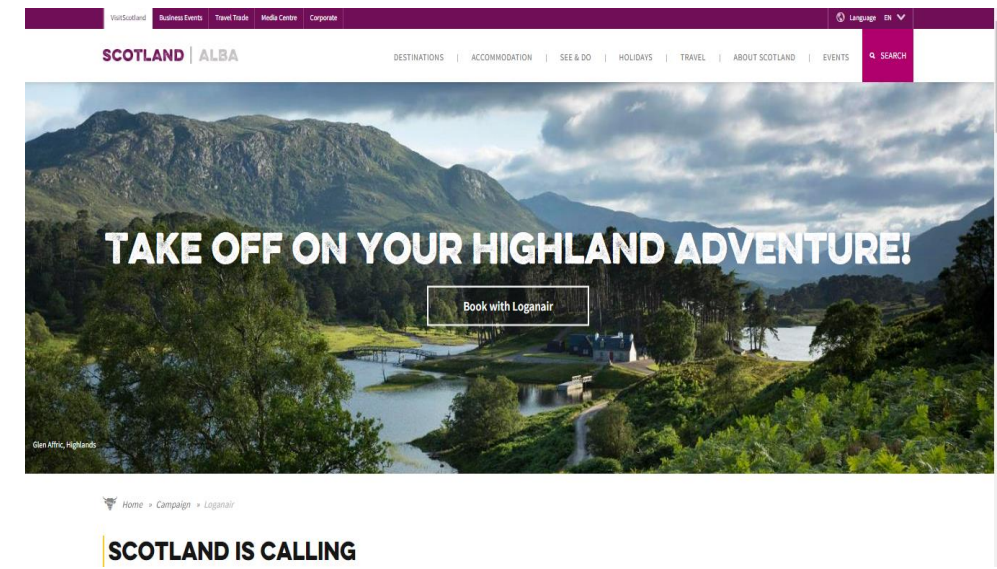 VisitScotland Business Events Travel Trade Media Centre Corporate Language EN
SCOTLAND | ALBA
DESTINATIONS | ACCOMMODATION | SEE & DO | HOLIDAYS | TRAVEL | ABOUT SCOTLAND | EVENTS SEARCH
TAKE OFF ON YOUR HIGHLAND ADVENTURE!
Book with Loganair
Glen Affric, Highlands
Home » Campaign » Loganair
SCOTLAND IS CALLING